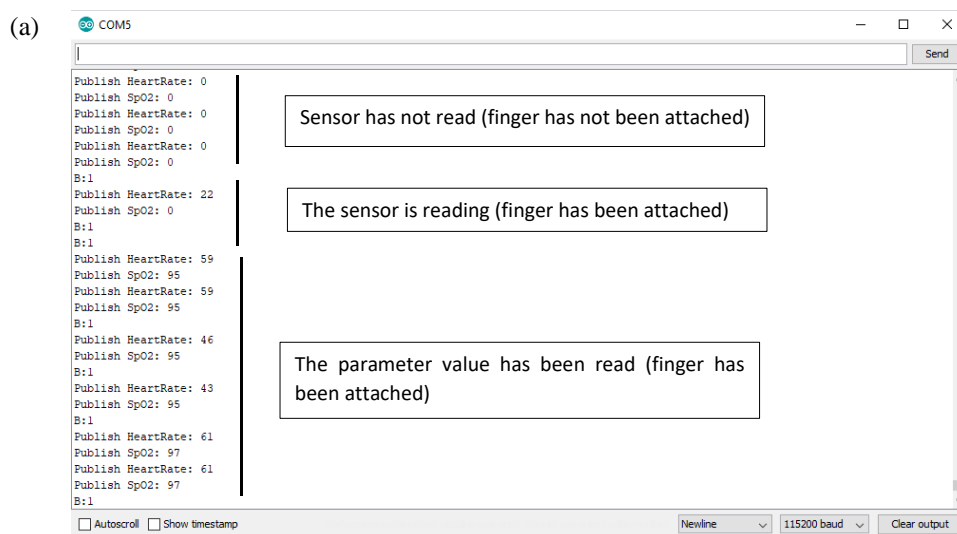 (a)
COM5
Send
Publish HeartRate: 0
Publish SpO2: 0
Publish HeartRate: 0
Publish SpO2: 0
Publish HeartRate: 0
Publish SpO2: 0
B:1
Publish HeartRate: 22
Publish SpO2: 0
B:1
B:1
Publish HeartRate: 59
Publish SpO2: 95
Publish HeartRate: 59
Publish SpO2: 95
B:1
Publish HeartRate: 46
Publish SpO2: 95
B:1
Publish HeartRate: 43
Publish SpO2: 95
B:1
Publish HeartRate: 61
Publish SpO2: 97
Publish HeartRate: 61
Publish SpO2: 97
B:1
Sensor has not read (finger has not been attached)
The sensor is reading (finger has been attached)
The parameter value has been read (finger has
been attached)
Autoscroll Show timestamp Newline 115200 baud Clear output